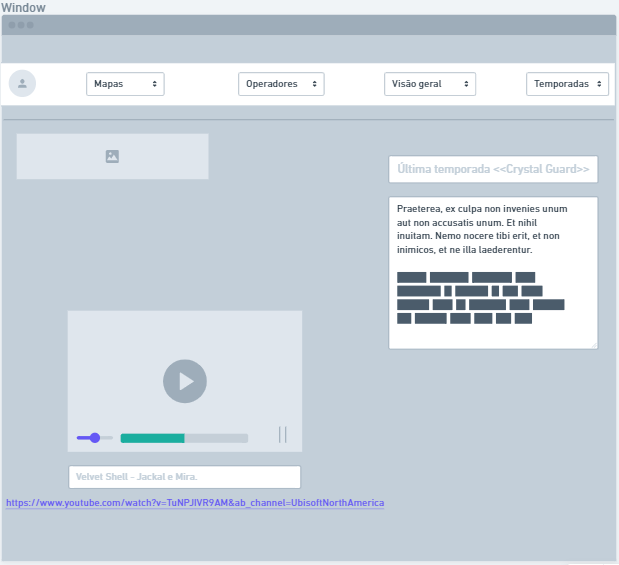 Window
Mapas
Operadores
Visão geral
Temporadas
Última temporada <<Crystal Guard>>
Praeterea, ex culpa non invenies unum
aut non accusatis unum. Et nihil
inuitam. Nemo nocere tibi erit, et non
inimicos, et ne illa laederentur.
Velvet Shell - Jackal e Mira.
https://www.youtube.com/watch?v=TuNPJIVR9AM&ab_channel=UbisoftNorthAmerica